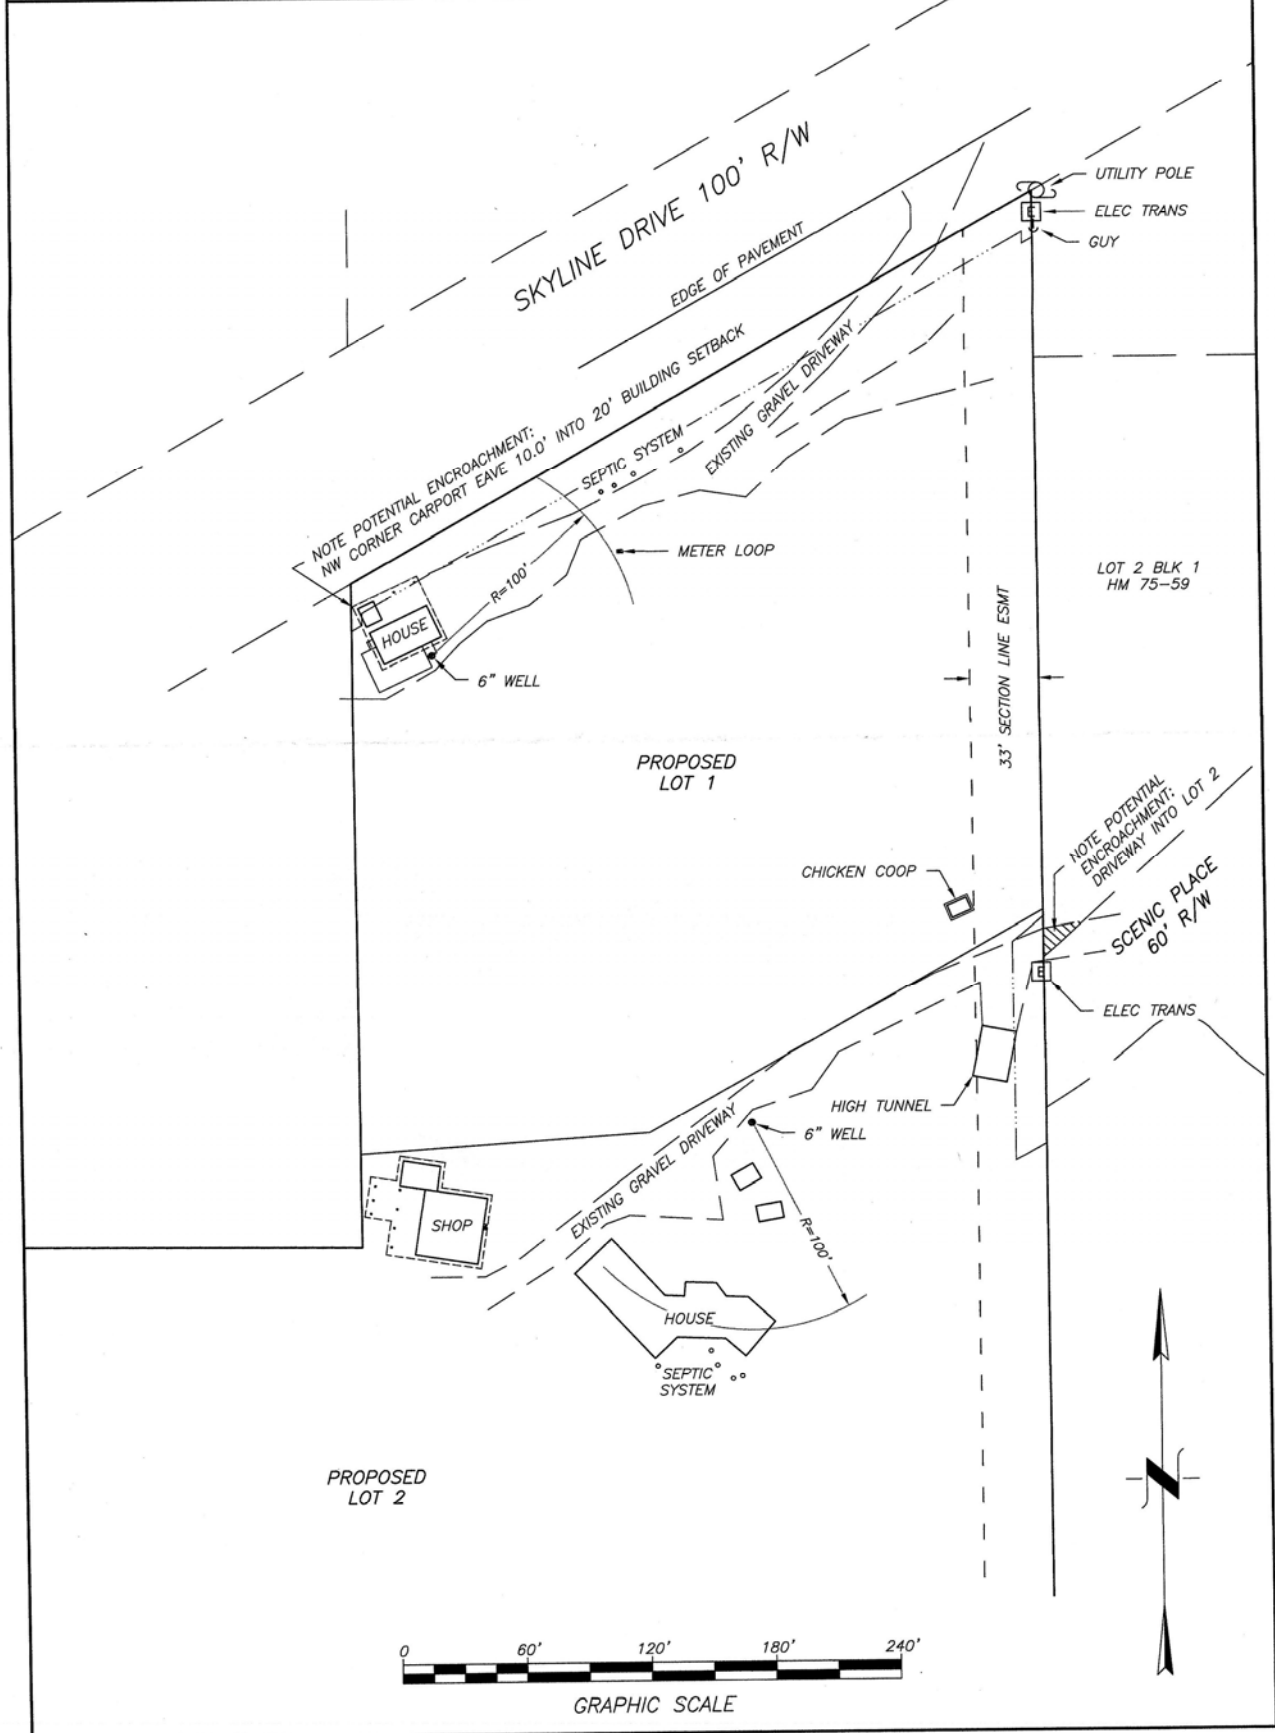 SKYLINE DRIVE 100' R/W
UTILITY POLE
E
ELEC TRANS
GUY
EDGE OF PAVEMENT
NOTE POTENTIAL ENCROACHMENT:
NW CORNER CARPORT EAVE 10.0' INTO 20' BUILDING SETBACK
SEPTIC SYSTEM
EXISTING GRAVEL DRIVEWAY
METER LOOP
R=100'
HOUSE
6" WELL
LOT 2 BLK 1
HM 75-59
33' SECTION LINE ESMT
PROPOSED
LOT 1
NOTE POTENTIAL
ENCROACHMENT:
DRIVEWAY INTO LOT 2
CHICKEN COOP
SCENIC PLACE
60' R/W
E
ELEC TRANS
HIGH TUNNEL
6" WELL
EXISTING GRAVEL DRIVEWAY
SHOP
R=100'
HOUSE
SEPTIC
SYSTEM
PROPOSED
LOT 2
N
0 60' 120' 180' 240'
GRAPHIC SCALE